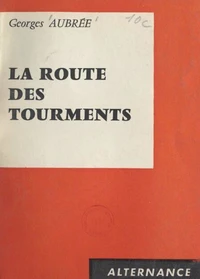 Georges AUBRÉE
10c
LA ROUTE
DES
TOURMENTS
ALTERNANCE